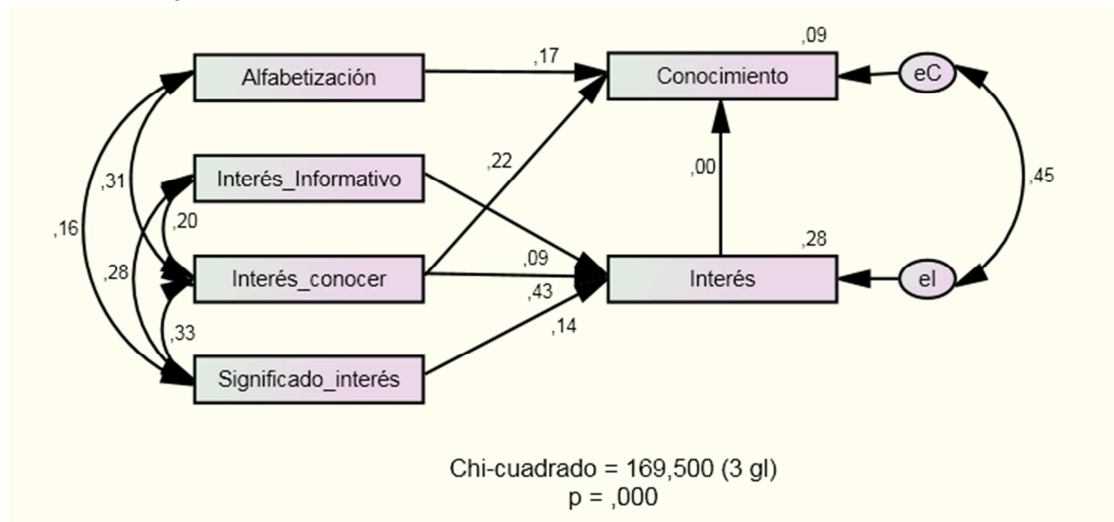 ,09
,17
Alfabetización
Conocimiento
eC
,22
,00
Interés_Informativo
,31
,45
,20
,16
,28
,28
,09
Interés_conocer
Interés
eI
,43
,14
,33
Significado_interés
Chi-cuadrado = 169,500 (3 gl)
p = ,000